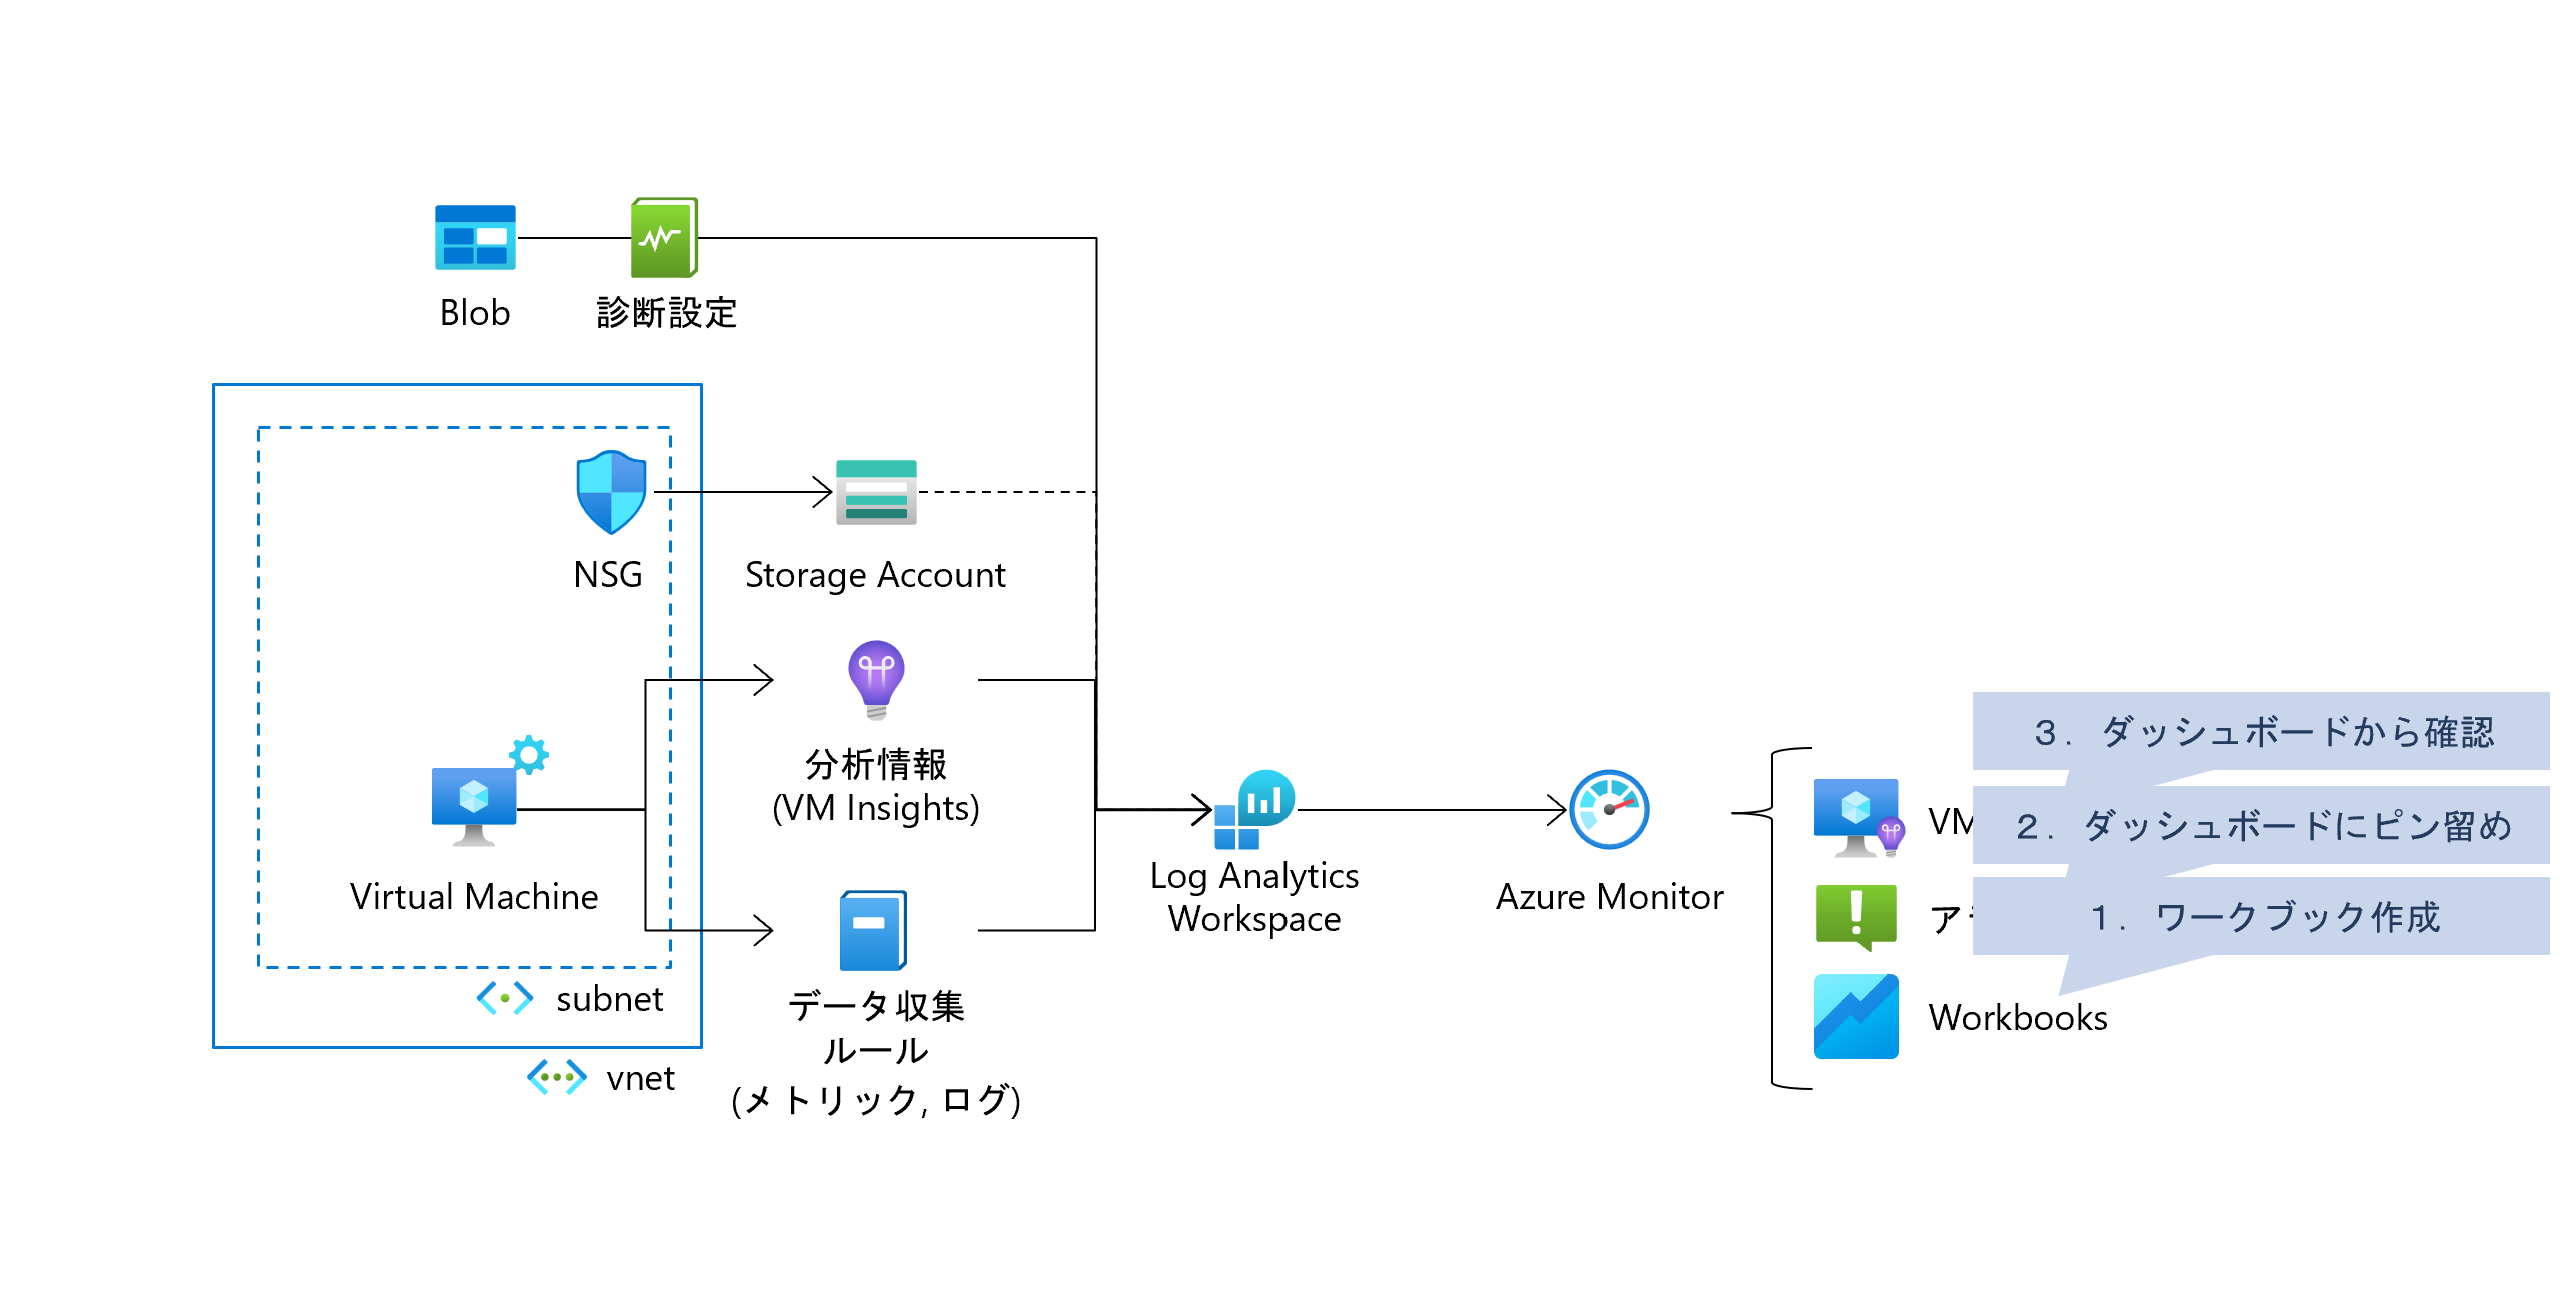 Blob
診断設定
NSG
Storage Account
分析情報
(VM Insights)
Virtual Machine
データ収集
ルール
(メトリック, ログ)
subnet
vnet
Log Analytics
Workspace
Azure Monitor
３．ダッシュボードから確認
２．ダッシュボードにピン留め
１．ワークブック作成
Workbooks